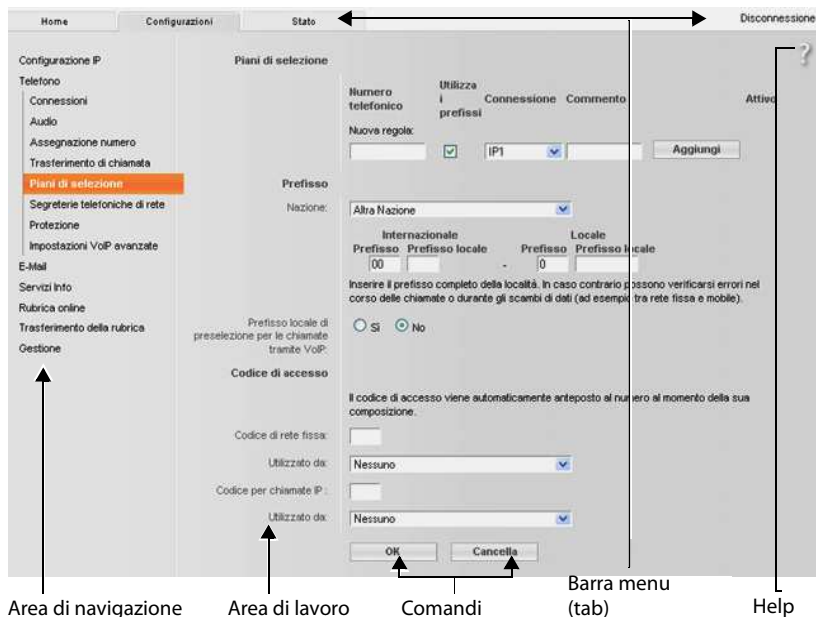 Home Configurazioni Stato Disconnessione
Configurazione IP
Telefono
Connessioni
Audio
Assegnazione numero
Trasferimento di chiamata
Piani di selezione
Segreterie telefoniche di rete
Protezione
Impostazioni VoIP avanzate
E-Mail
Servizi Info
Rubrica online
Trasferimento della rubrica
Gestione
Piani di selezione
Numero telefonico
Utilizza i prefissi
Connessione
Commento
Attivo
Nuova regola:
IP1
Aggiungi
Prefisso
Nazione: Altra Nazione
Internazionale Locale
Prefisso Prefisso locale Prefisso Prefisso locale
00 - 0
Inserire il prefisso completo della località. In caso contrario possono verificarsi errori nel
corso delle chiamate o durante gli scambi di dati (ad esempio tra rete fissa e mobile).
Prefisso locale di
preselezione per le chiamate
tramite VoIP:
Sì No
Codice di accesso
Il codice di accesso viene automaticamente anteposto al numero al momento della sua
composizione.
Codice di rete fissa:
Utilizzato da: Nessuno
Codice per chiamate IP :
Utilizzato da: Nessuno
OK Cancella
?
Area di navigazione
Area di lavoro
Comandi
Barra menu
(tab)
Help